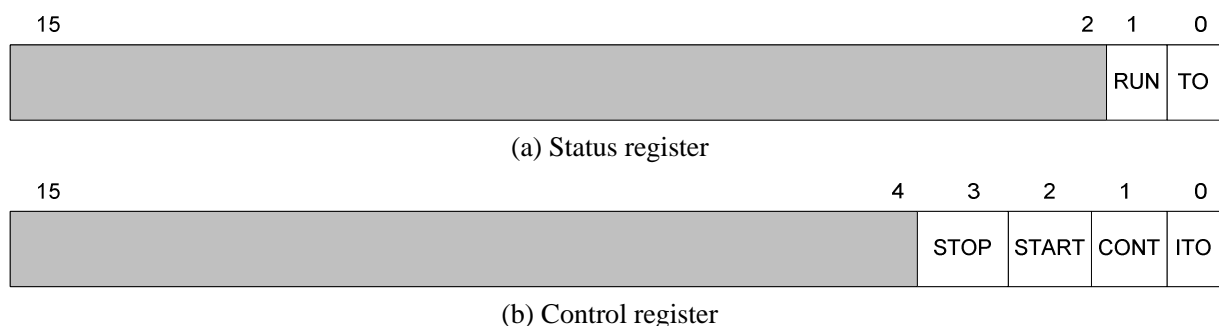 15 2 1 0
RUN TO
(a) Status register
15 4 3 2 1 0
STOP START CONT ITO
(b) Control register